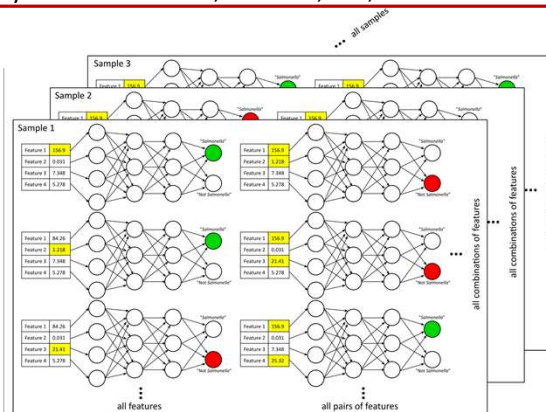 ... all samples
Sample 3
Feature 1 156.9
"Salmonella"
"Salmonella"
Sample 2
Feature 1 156.9
"Salmonella"
Feature 1 156.9
"Salmonella"
Sample 1
"Salmonella"
Feature 1 156.9
Feature 2 0.031
Feature 3 7.348
Feature 4 5.278
"Not Salmonella"
"Salmonella"
Feature 1 156.9
Feature 2 1.218
Feature 3 7.348
Feature 4 5.278
"Not Salmonella"
"Salmonella"
Feature 1 84.26
Feature 2 1.218
Feature 3 7.348
Feature 4 5.278
"Not Salmonella"
"Salmonella"
Feature 1 156.9
Feature 2 0.031
Feature 3 21.41
Feature 4 5.278
"Not Salmonella"
"Salmonella"
Feature 1 84.26
Feature 2 0.031
Feature 3 21.41
Feature 4 5.278
"Not Salmonella"
"Salmonella"
Feature 1 156.9
Feature 2 0.031
Feature 3 7.348
Feature 4 25.32
"Not Salmonella"
... all features
... all pairs of features
... all combinations of features
... all combinations of features